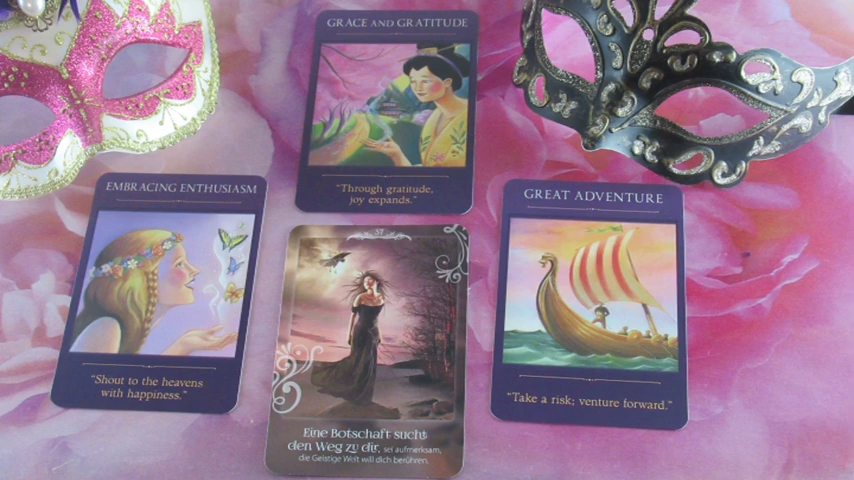 GRACE AND GRATITUDE
"Through gratitude,
joy expands."
EMBRACING ENTHUSIASM
"Shout to the heavens
with happiness."
GREAT ADVENTURE
"Take a risk; venture forward."
37
Eine Botschaft sucht
den Weg zu dir, sei aufmerksam,
die Geistige Welt will dich berühren.